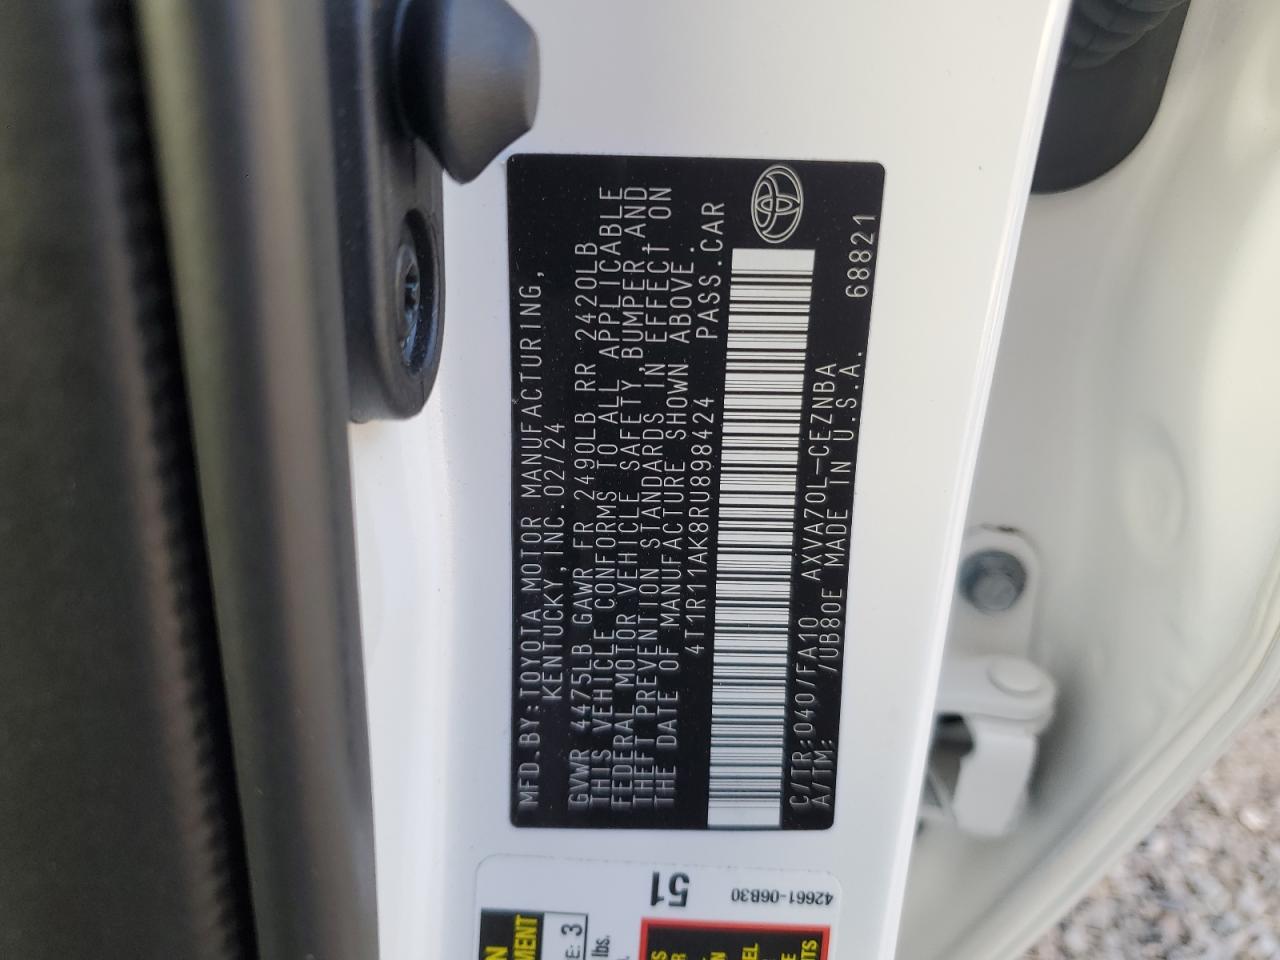 MFD.BY:TOYOTA MOTOR MANUFACTURING,
KENTUCKY,INC.02/24
GVWR 4475LB GAWR FR 2490LB RR 2420LB
THIS VEHICLE CONFORMS TO ALL APPLICABLE
FEDERAL MOTOR VEHICLE SAFETY,BUMPER,AND
THEFT PREVENTION STANDARDS IN EFFECT ON
THE DATE OF MANUFACTURE SHOWN ABOVE.
4T1R11AK8RU898424 PASS.CAR
C/TR:040/FA10 AXVA70L-CEZNBA 68821
A/TM: /UB80E MADE IN U.S.A.
51
42661-06B30
E: 3
lbs.